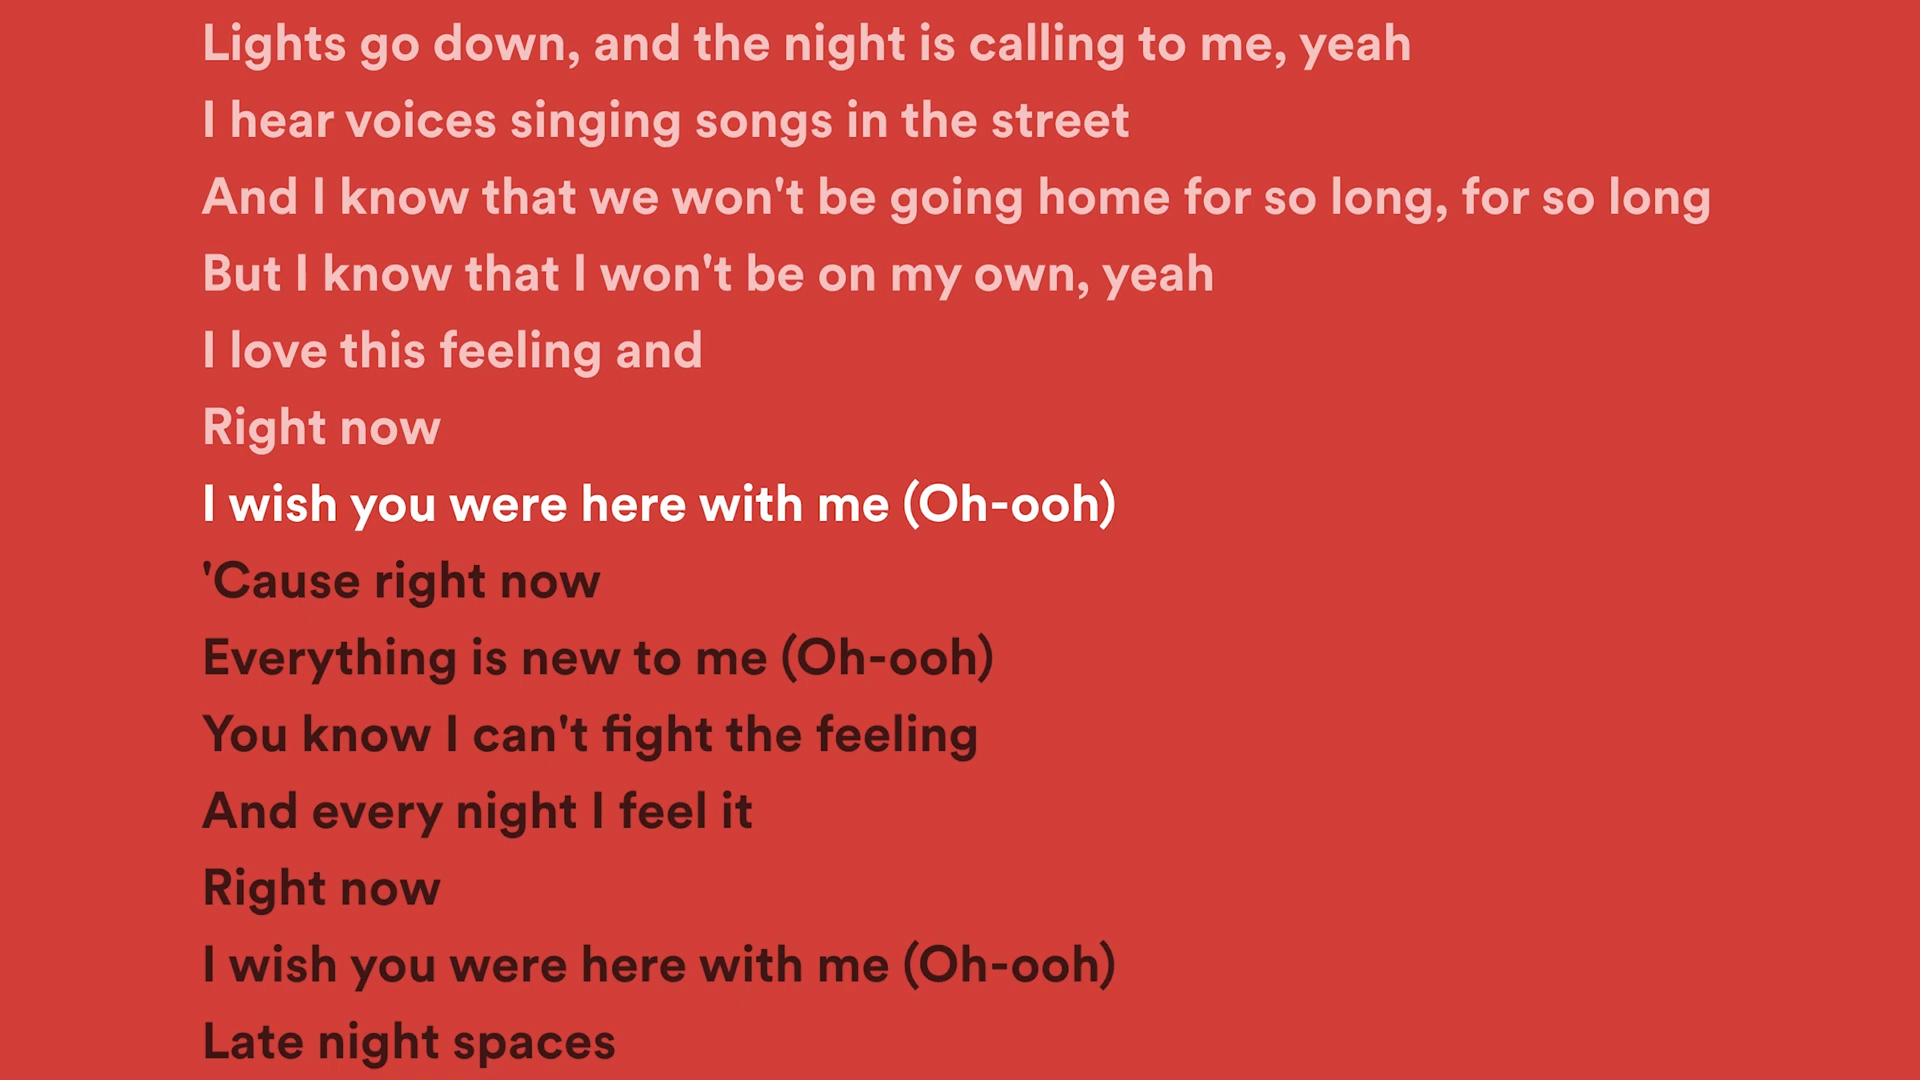 Lights go down, and the night is calling to me, yeah
I hear voices singing songs in the street
And I know that we won't be going home for so long, for so long
But I know that I won't be on my own, yeah
I love this feeling and
Right now
I wish you were here with me (Oh-ooh)
'Cause right now
Everything is new to me (Oh-ooh)
You know I can't fight the feeling
And every night I feel it
Right now
I wish you were here with me (Oh-ooh)
Late night spaces